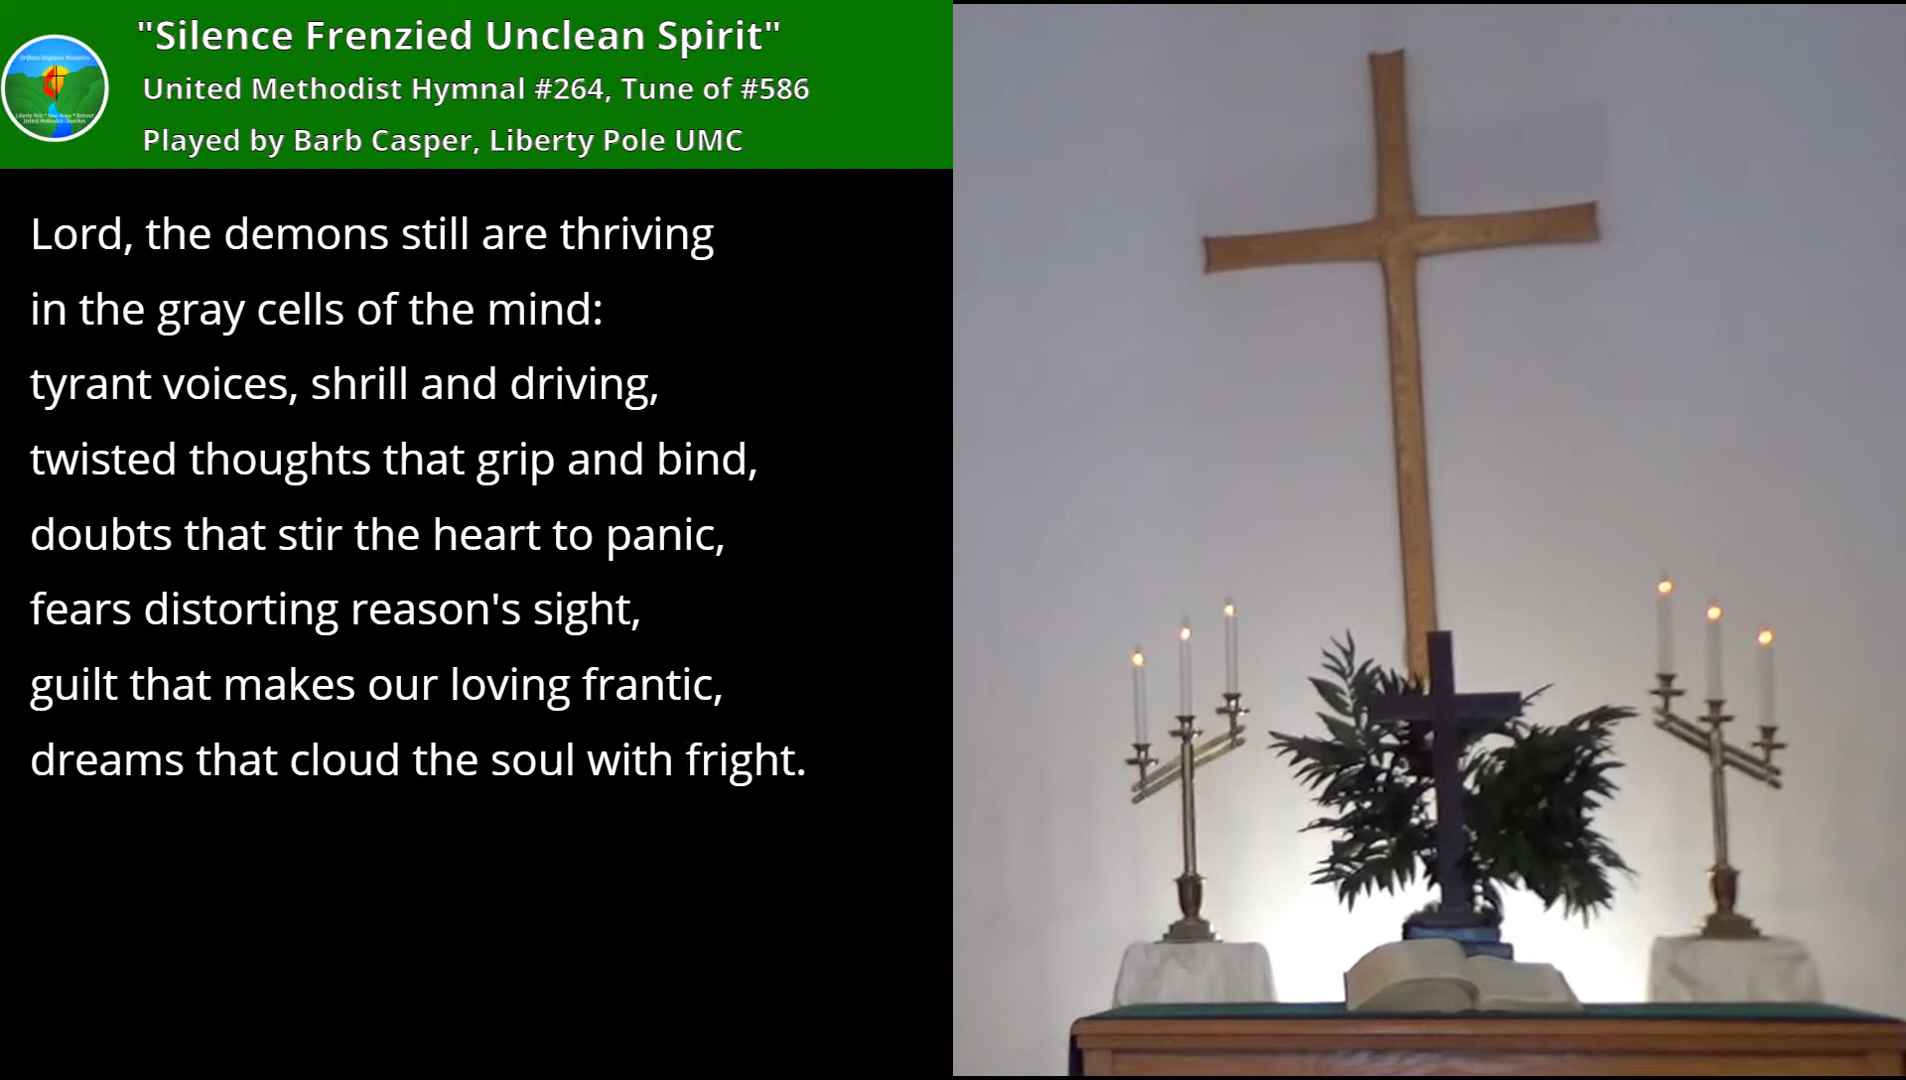 "Silence Frenzied Unclean Spirit"
United Methodist Hymnal #264, Tune of #586
Played by Barb Casper, Liberty Pole UMC
Lord, the demons still are thriving
in the gray cells of the mind:
tyrant voices, shrill and driving,
twisted thoughts that grip and bind,
doubts that stir the heart to panic,
fears distorting reason's sight,
guilt that makes our loving frantic,
dreams that cloud the soul with fright.